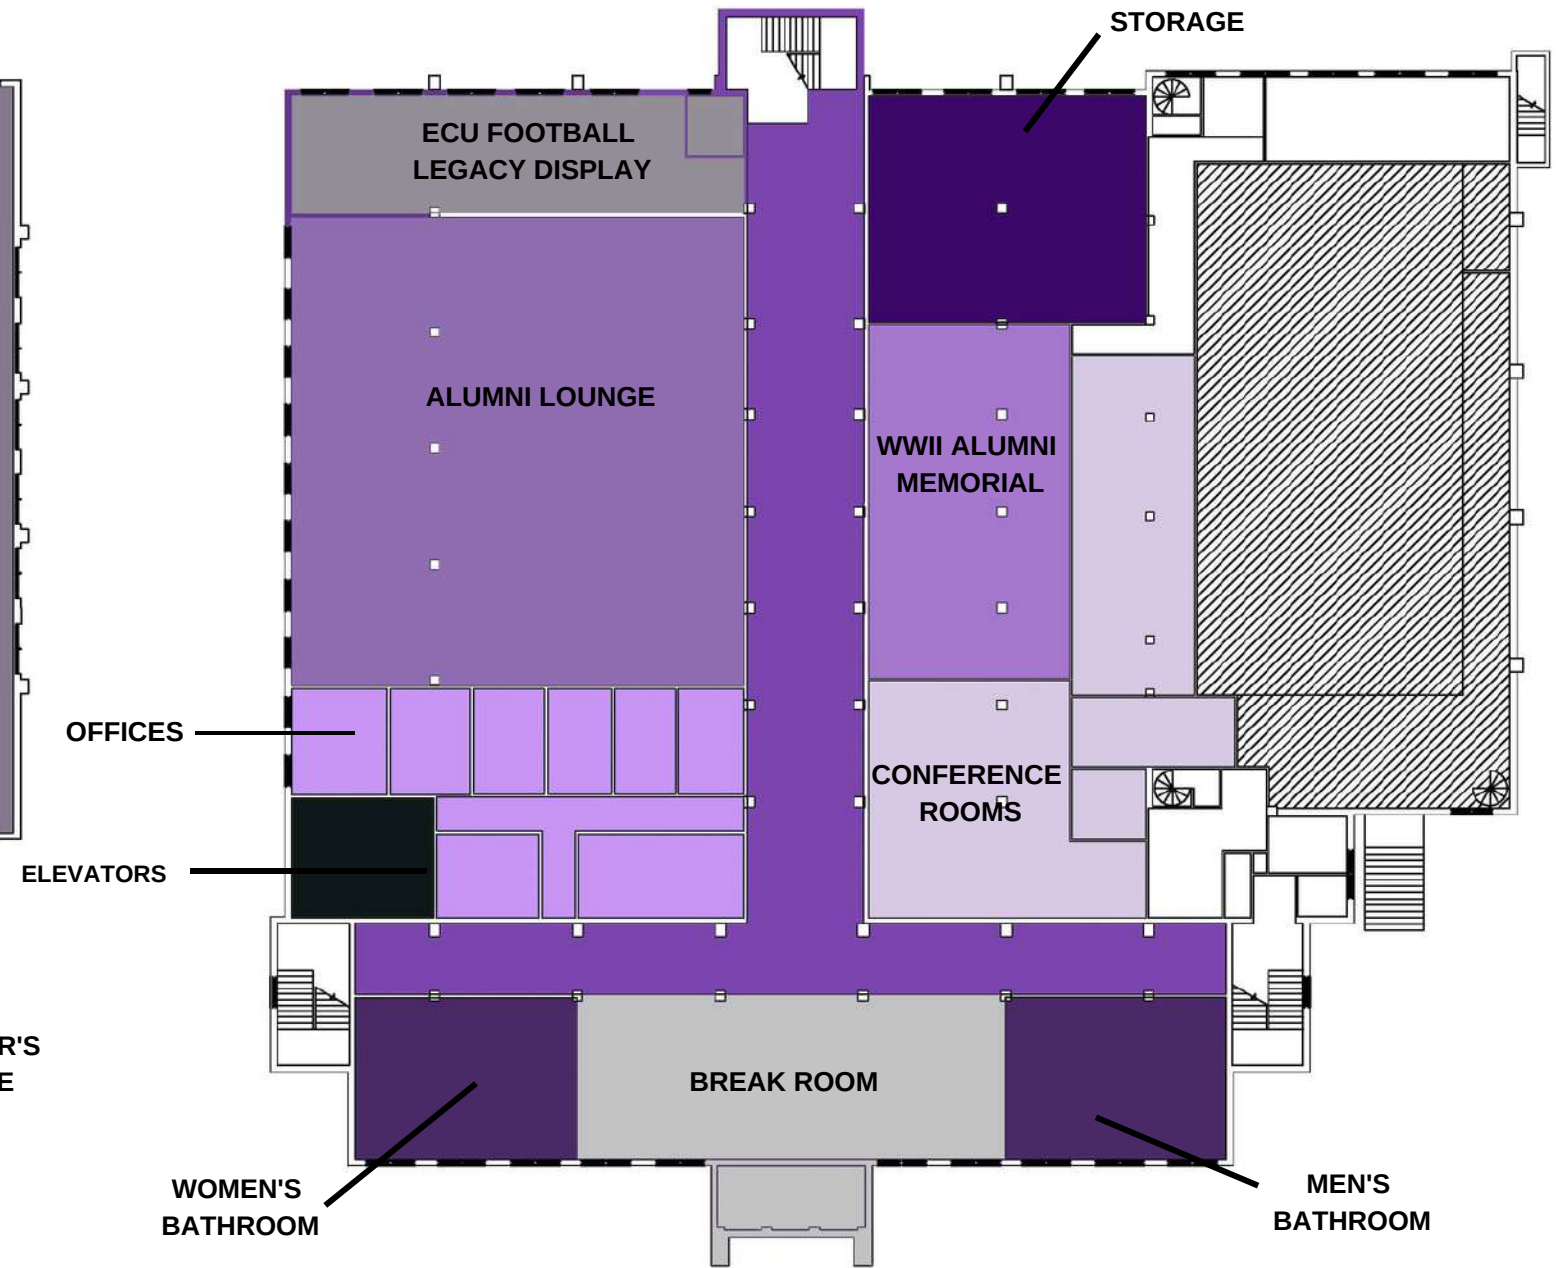 STORAGE
ECU FOOTBALL
LEGACY DISPLAY
ALUMNI LOUNGE
WWII ALUMNI
MEMORIAL
OFFICES
CONFERENCE
ROOMS
ELEVATORS
R'S
E
BREAK ROOM
WOMEN'S
BATHROOM
MEN'S
BATHROOM